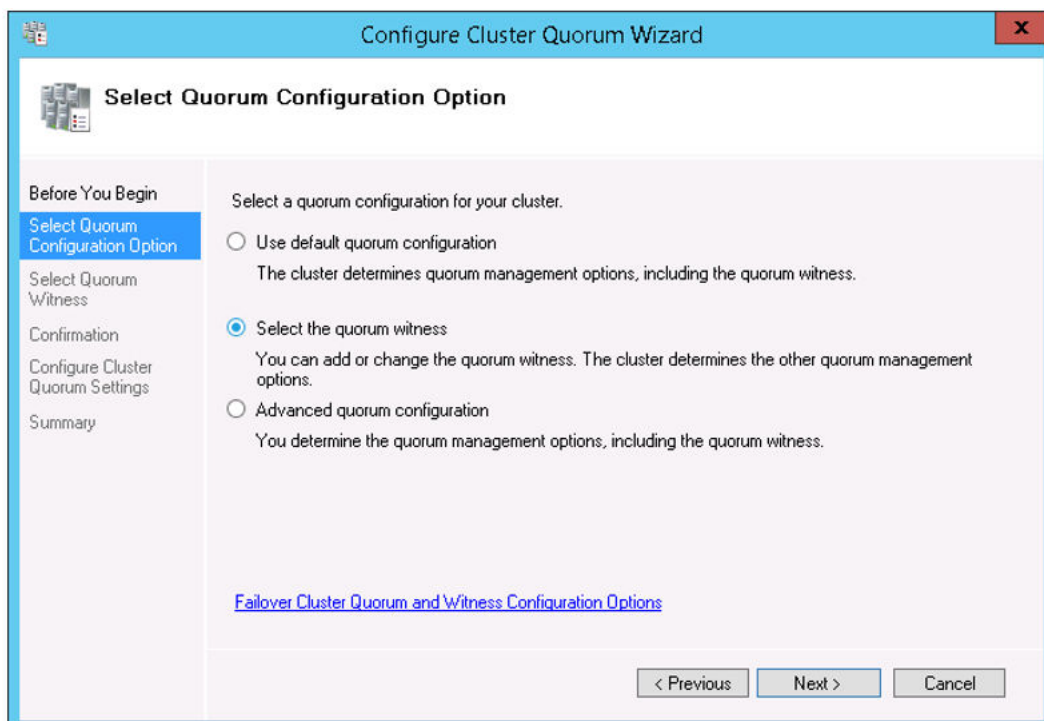 Configure Cluster Quorum Wizard
x
Select Quorum Configuration Option
Before You Begin
Select Quorum
Configuration Option
Select Quorum
Witness
Confirmation
Configure Cluster
Quorum Settings
Summary
Select a quorum configuration for your cluster.
Use default quorum configuration
The cluster determines quorum management options, including the quorum witness.
Select the quorum witness
You can add or change the quorum witness. The cluster determines the other quorum management
options.
Advanced quorum configuration
You determine the quorum management options, including the quorum witness.
Failover Cluster Quorum and Witness Configuration Options
< Previous
Next >
Cancel